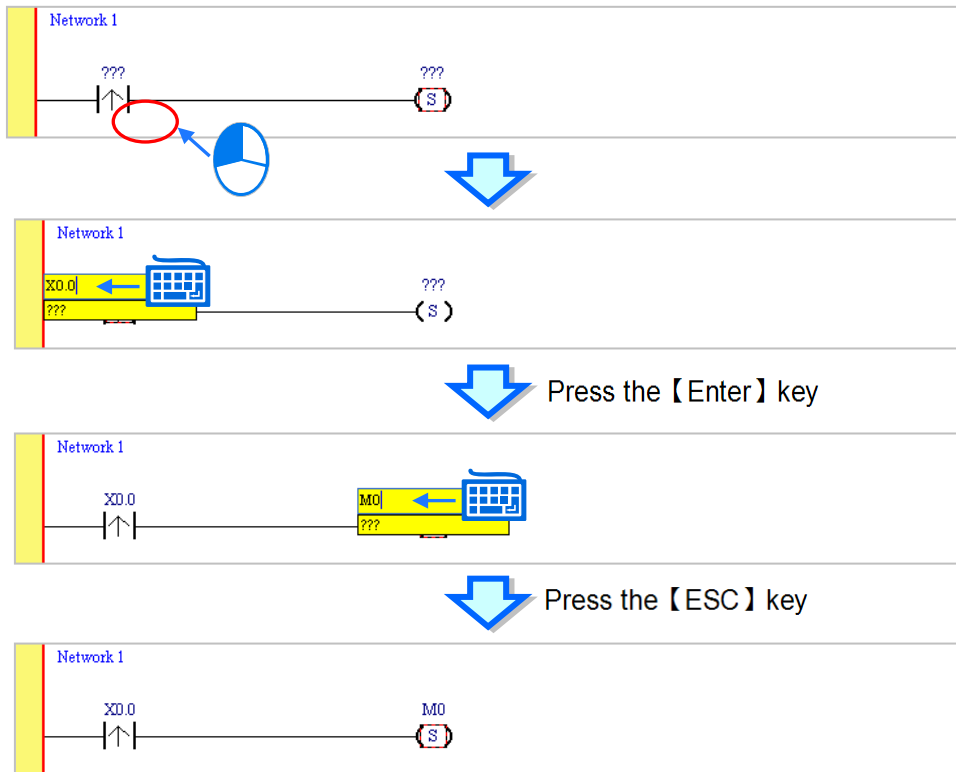 Network 1
??? ???
S
Network 1
X0.0
??? ???
S
Press the【Enter】key
Network 1
X0.0 M0
???
Press the【ESC】key
Network 1
X0.0 M0
S